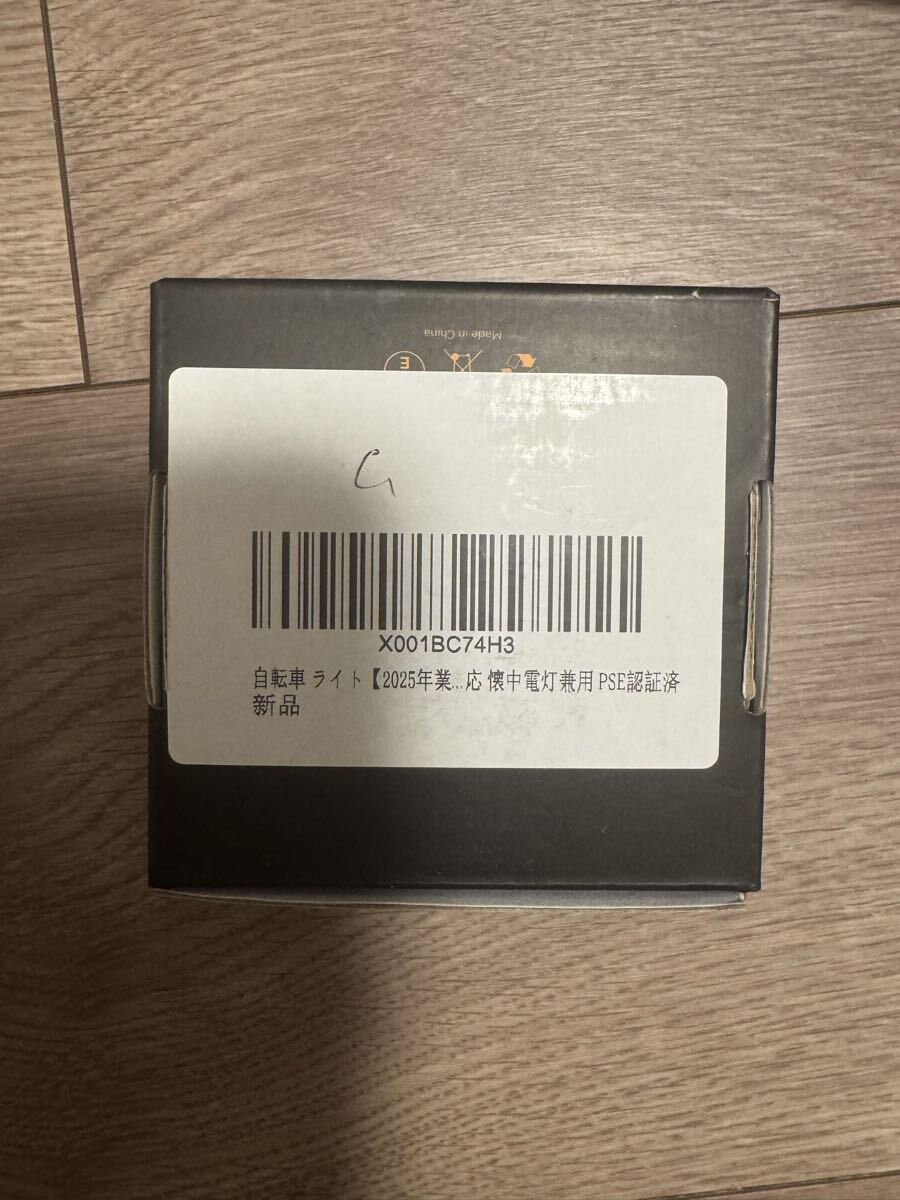 Made in China
E
G
X001BC74H3
自転車 ライト【2025年業...応 懐中電灯兼用 PSE認証済
新品